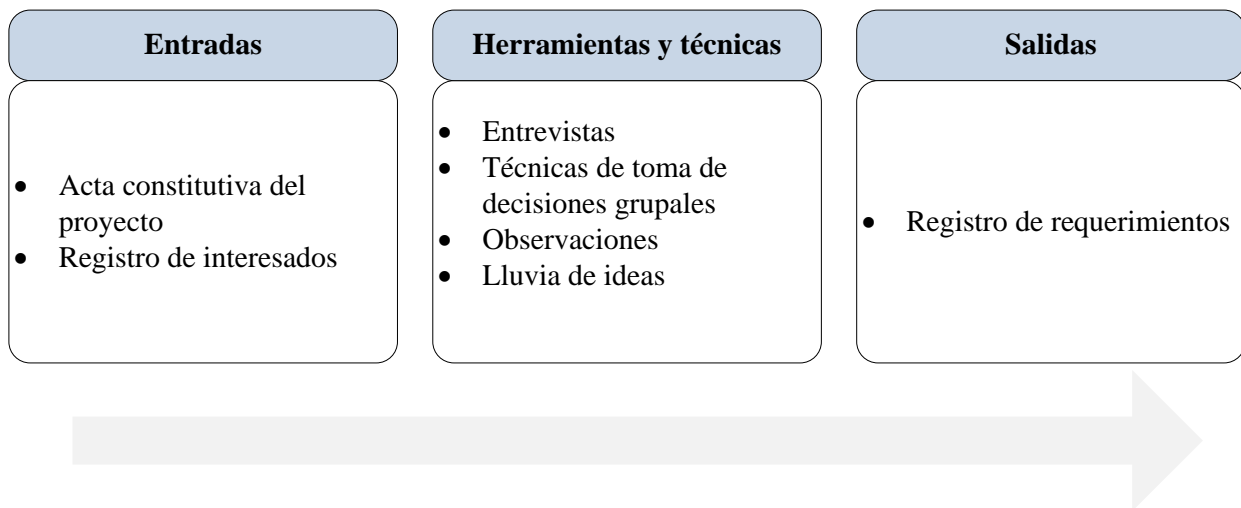 Entradas
• Acta constitutiva del
proyecto
• Registro de interesados
Herramientas y técnicas
• Entrevistas
• Técnicas de toma de
decisiones grupales
• Observaciones
• Lluvia de ideas
Salidas
• Registro de requerimientos